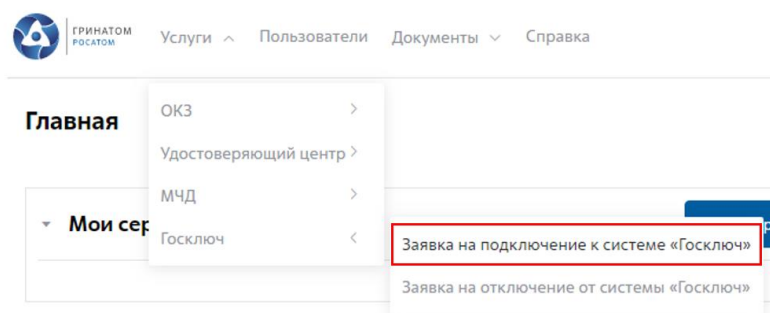 ГРИНАТОМ
РОСАТОМ
Услуги Пользователи Документы Справка
Главная
ОКЗ
Удостоверяющий центр
МЧД
Мои сер
Госключ
Заявка на подключение к системе «Госключ»
Заявка на отключение от системы «Госключ»